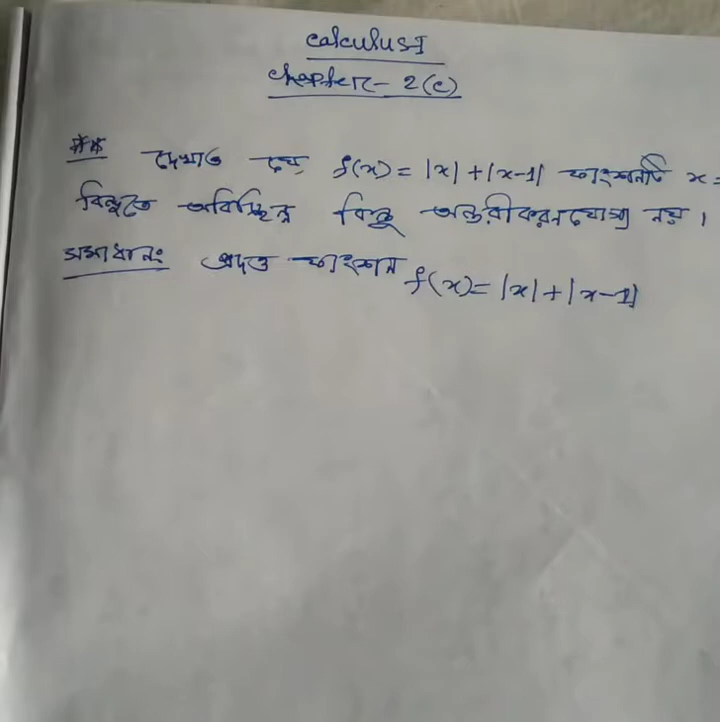 Calculus-I
Chapter- 2(c)
** দেখাও যে, f(x) = |x| + |x-1| ফাংশনটি x =
বিন্দুতে অবিচ্ছিন্ন কিন্তু অন্তরীকরণযোগ্য নয়।
সমাধানঃ প্রদত্ত ফাংশন f(x) = |x| + |x-1|